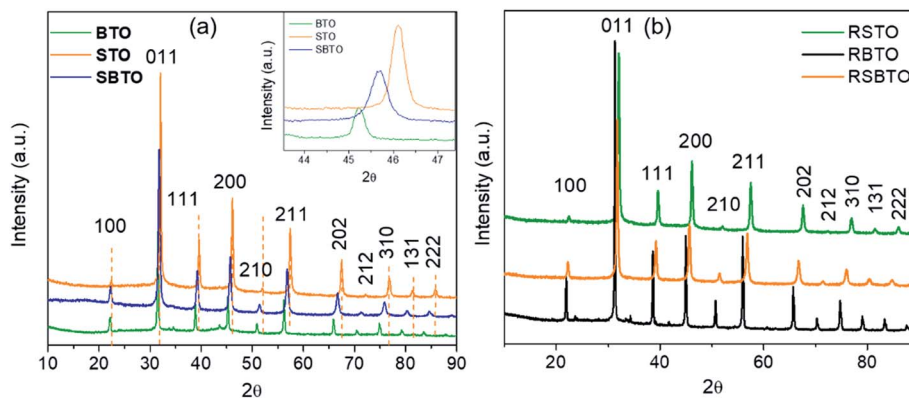 (a)
BTO
STO
SBTO
011
100
111
200
210
211
202
212
310
131
222
Intensity (a.u.)
10 20 30 40 50 60 70 80 90
2θ
BTO
STO
SBTO
Intensity (a.u.)
44 45 46 47
2θ
(b)
RSTO
RBTO
RSBTO
011
100
111
200
210
211
202
212
310
131
222
Intensity (a.u.)
20 40 60 80
2θ